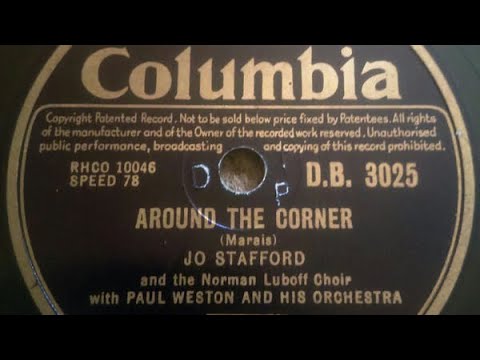 Columbia
Copyright Patented Record. Not to be sold below price fixed by Patentees. All rights
of the manufacturer and of the Owner of the recorded work reserved. Unauthorised
public performance, broadcasting and copying of this record prohibited.
RHCO 10046
SPEED 78
D P
D.B. 3025
AROUND THE CORNER
(Marais)
JO STAFFORD
and the Norman Luboff Choir
with PAUL WESTON AND HIS ORCHESTRA